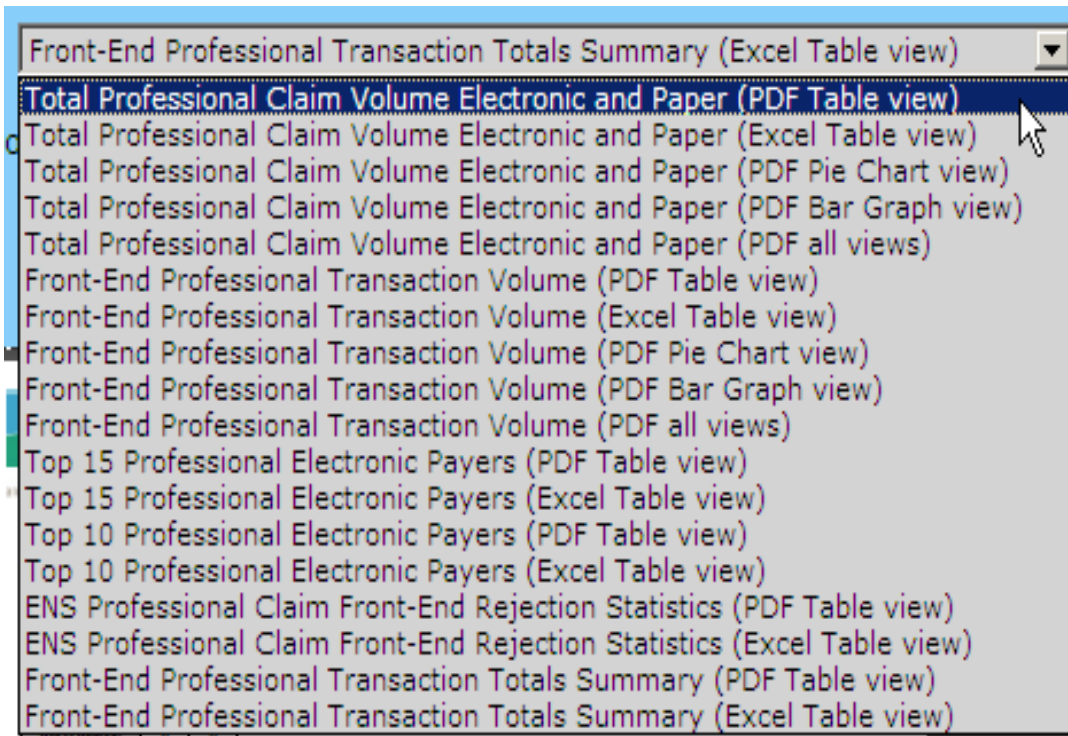 Front-End Professional Transaction Totals Summary (Excel Table view)
Total Professional Claim Volume Electronic and Paper (PDF Table view)
Total Professional Claim Volume Electronic and Paper (Excel Table view)
Total Professional Claim Volume Electronic and Paper (PDF Pie Chart view)
Total Professional Claim Volume Electronic and Paper (PDF Bar Graph view)
Total Professional Claim Volume Electronic and Paper (PDF all views)
Front-End Professional Transaction Volume (PDF Table view)
Front-End Professional Transaction Volume (Excel Table view)
Front-End Professional Transaction Volume (PDF Pie Chart view)
Front-End Professional Transaction Volume (PDF Bar Graph view)
Front-End Professional Transaction Volume (PDF all views)
Top 15 Professional Electronic Payers (PDF Table view)
Top 15 Professional Electronic Payers (Excel Table view)
Top 10 Professional Electronic Payers (PDF Table view)
Top 10 Professional Electronic Payers (Excel Table view)
ENS Professional Claim Front-End Rejection Statistics (PDF Table view)
ENS Professional Claim Front-End Rejection Statistics (Excel Table view)
Front-End Professional Transaction Totals Summary (PDF Table view)
Front-End Professional Transaction Totals Summary (Excel Table view)